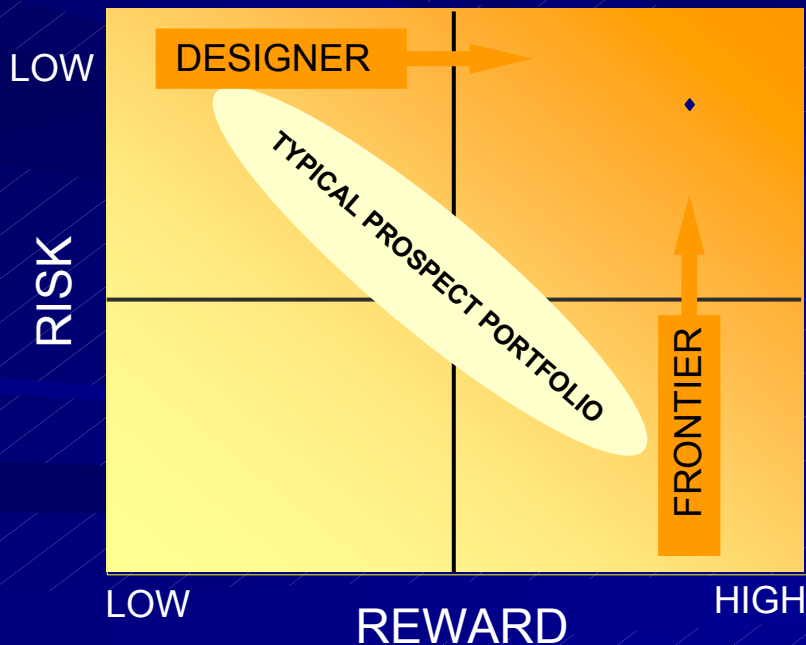 LOW
DESIGNER
TYPICAL PROSPECT PORTFOLIO
RISK
FRONTIER
LOW
HIGH
REWARD